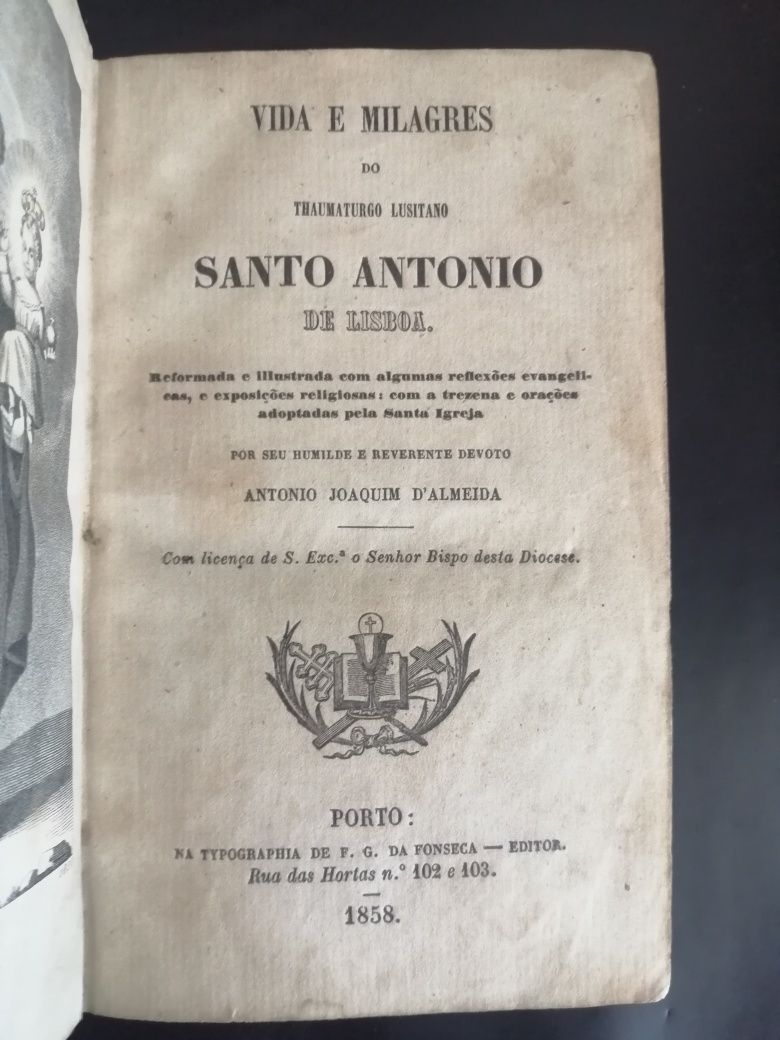 VIDA E MILAGRES
DO
THAUMATURGO LUSITANO
SANTO ANTONIO
DE LISBOA.
Reformada e illustrada com algumas reflexões evangeli-
cas, e exposições religiosas: com a trezena e orações
adoptadas pela Santa Igreja
POR SEU HUMILDE E REVERENTE DEVOTO
ANTONIO JOAQUIM D'ALMEIDA
Com licença de S. Exc.ª o Senhor Bispo desta Diocese.
PORTO:
NA TYPOGRAPHIA DE F. G. DA FONSECA — EDITOR.
Rua das Hortas n.º 102 e 103.
1858.